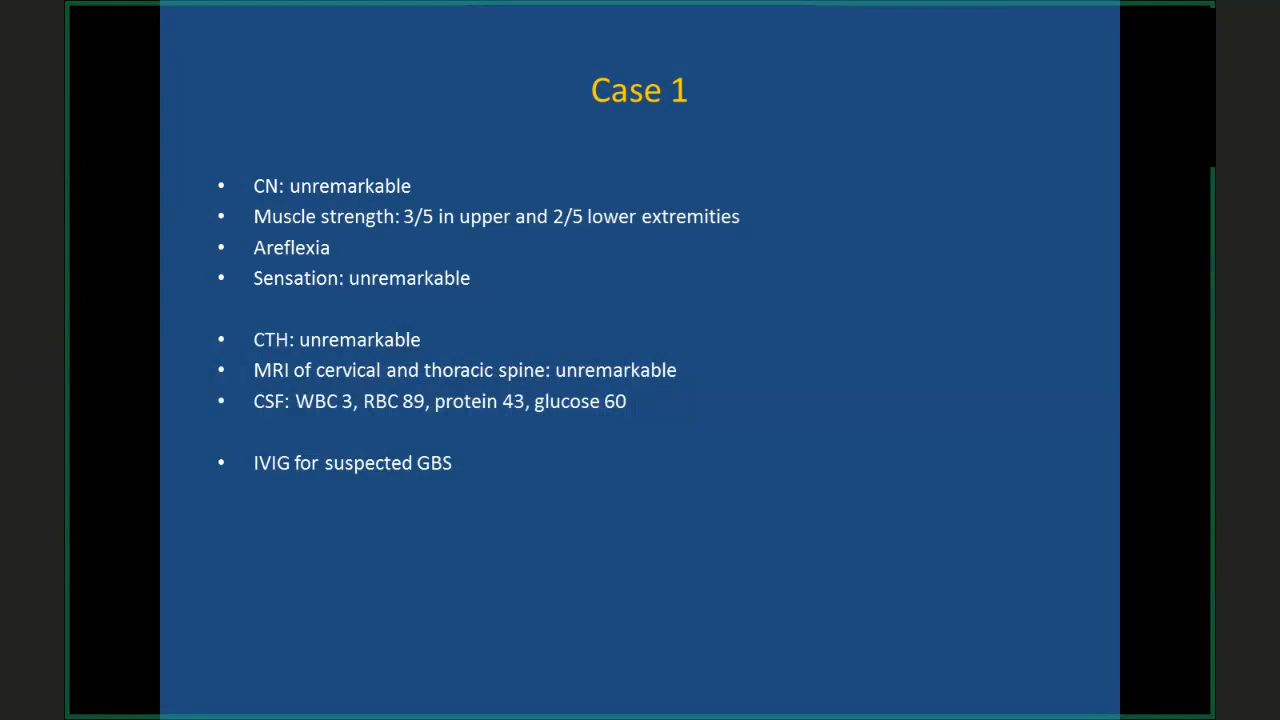 Case 1
• CN: unremarkable
• Muscle strength: 3/5 in upper and 2/5 lower extremities
• Areflexia
• Sensation: unremarkable
• CTH: unremarkable
• MRI of cervical and thoracic spine: unremarkable
• CSF: WBC 3, RBC 89, protein 43, glucose 60
• IVIG for suspected GBS